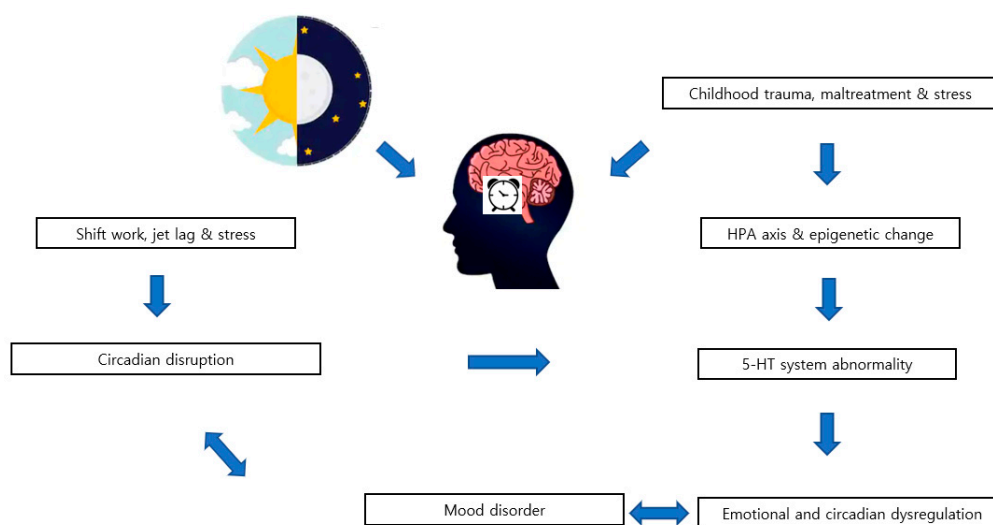 Childhood trauma, maltreatment & stress
Shift work, jet lag & stress
HPA axis & epigenetic change
Circadian disruption
5-HT system abnormality
Mood disorder
Emotional and circadian dysregulation